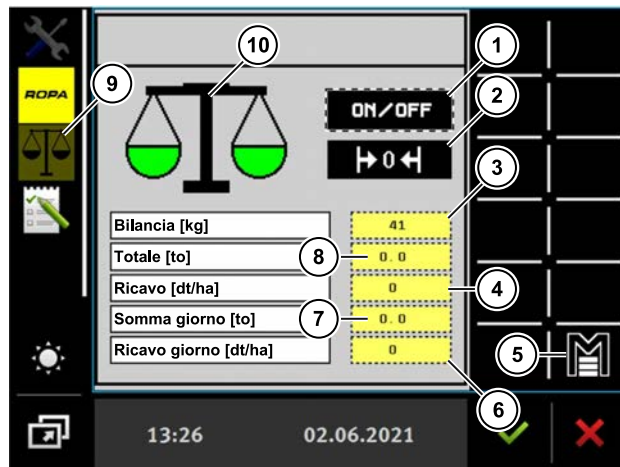 10
1
ROPA
9
ON/OFF
2
0
3
Bilancia [kg]
41
Totale [to]
8
0.0
Ricavo [dt/ha]
0
4
Somma giorno [to]
7
0.0
Ricavo giorno [dt/ha]
0
5
M
6
13:26
02.06.2021